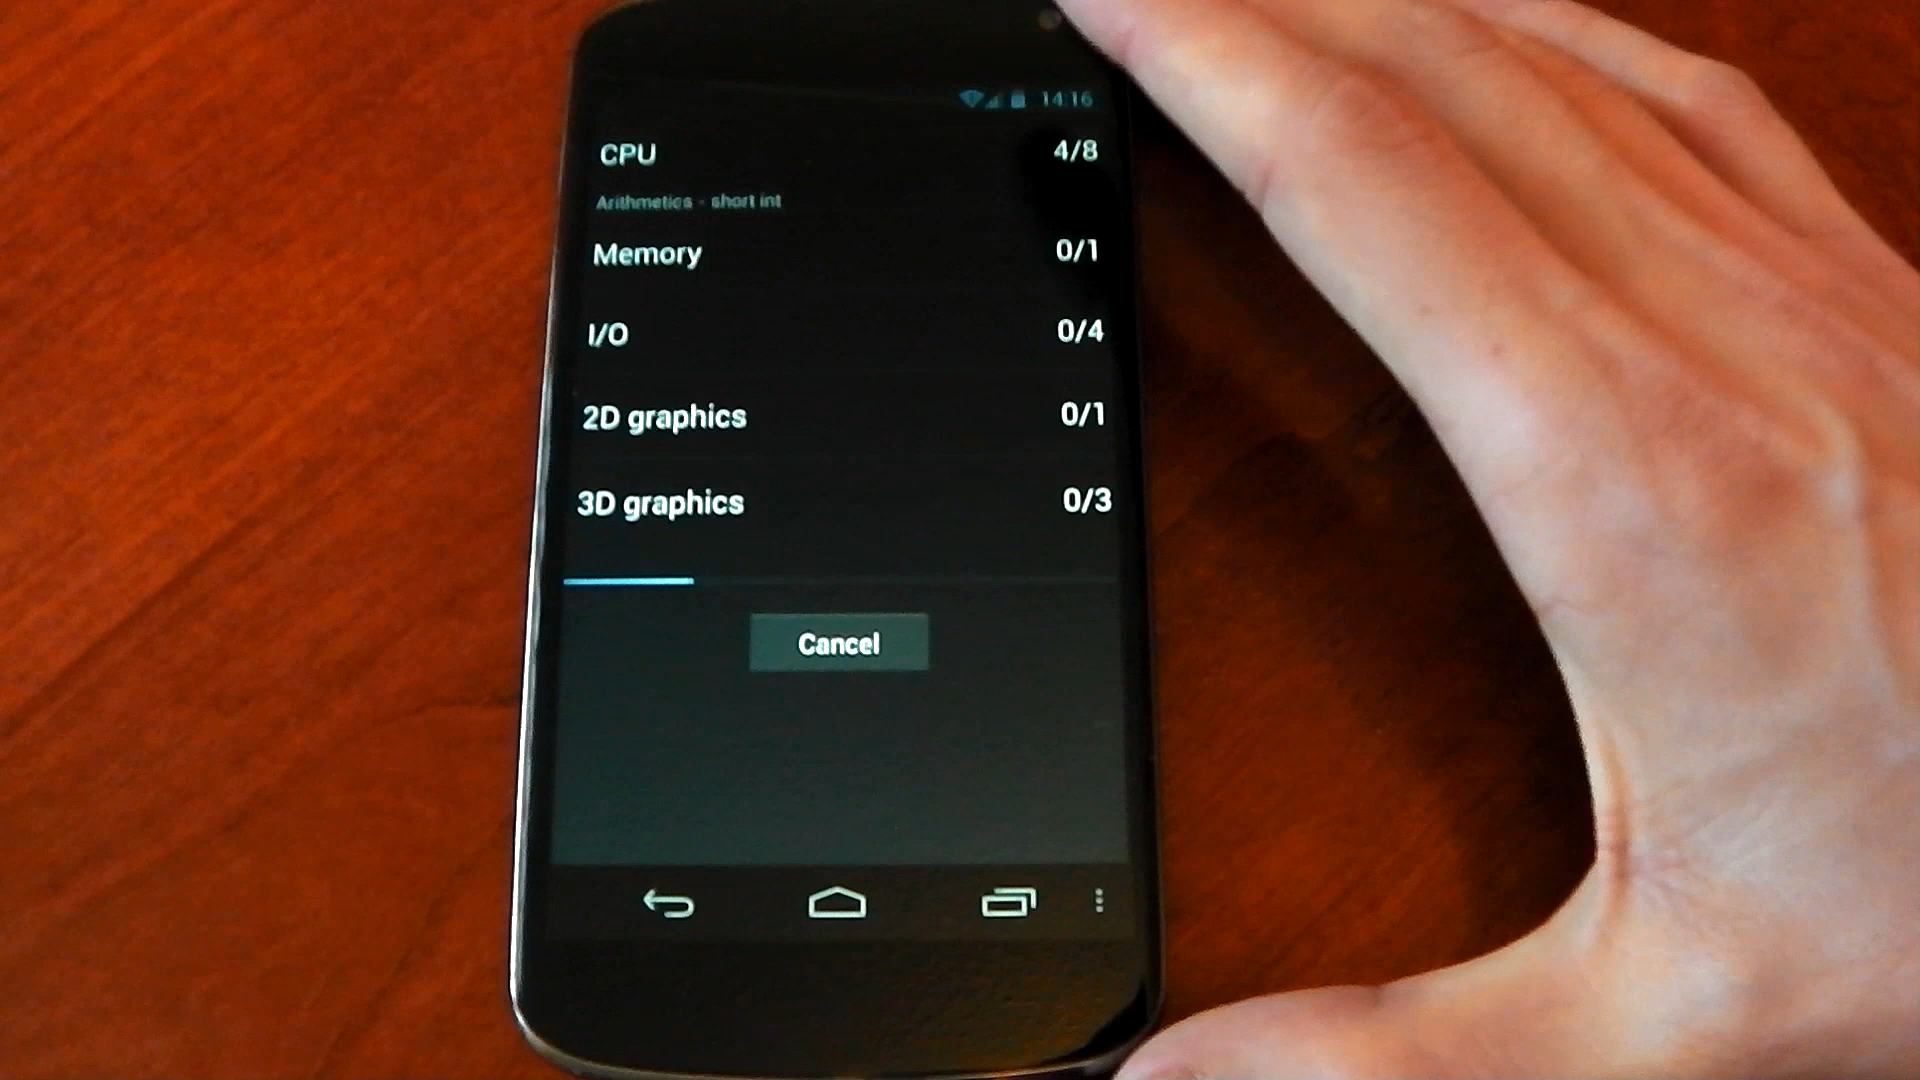 14:16
CPU 4/8
Arithmetics - short int
Memory 0/1
I/O 0/4
2D graphics 0/1
3D graphics 0/3
Cancel